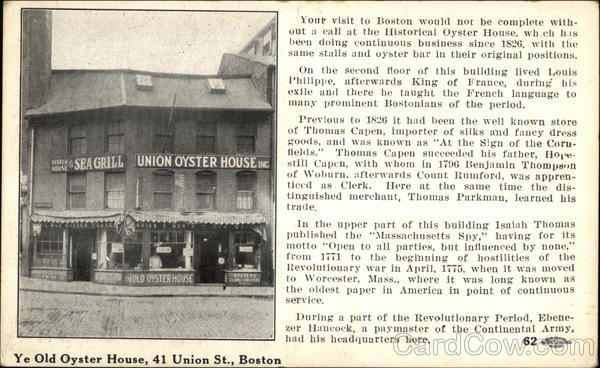 Your visit to Boston would not be complete with-
out a call at the Historical Oyster House, which has
been doing continuous business since 1826, with the
same stalls and oyster bar in their original positions.
On the second floor of this building lived Louis
Philippe, afterwards King of France, during his
exile and there he taught the French language to
many prominent Bostonians of the period.
Previous to 1826 it had been the well known store
of Thomas Capen, importer of silks and fancy dress
goods, and was known as "At the Sign of the Corn-
fields." Thomas Capen succeeded his father, Hope-
still Capen, with whom in 1796 Benjamin Thompson
of Woburn, afterwards Count Rumford, was appren-
ticed as Clerk. Here at the same time the dis-
tinguished merchant, Thomas Parkman, learned his
trade.
In the upper part of this building Isaiah Thomas
published the "Massachusetts Spy," having for its
motto "Open to all parties, but influenced by none,"
from 1771 to the beginning of hostilities of the
Revolutionary war in April, 1775, when it was moved
to Worcester, Mass., where it was long known as
the oldest paper in America in point of continuous
service.
During a part of the Revolutionary Period, Ebene-
zer Hancock, a paymaster of the Continental Army,
had his headquarters here.
62
OYSTER HOUSE
SEA GRILL
UNION OYSTER HOUSE INC
OLD OYSTER HOUSE
OYSTERS
Ye Old Oyster House, 41 Union St., Boston
CardCow.com